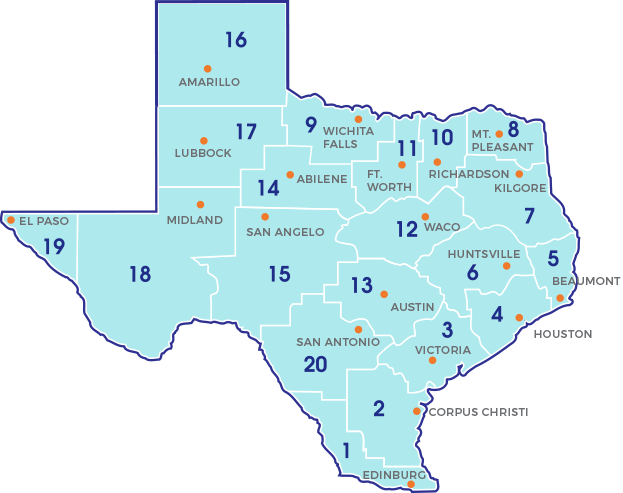 16
AMARILLO
9
WICHITA
FALLS
17
LUBBOCK
11
10
8
MT.
PLEASANT
14
ABILENE
FT.
WORTH
RICHARDSON
KILGORE
7
EL PASO
19
MIDLAND
SAN ANGELO
12
WACO
18
15
13
AUSTIN
HUNTSVILLE
6
5
BEAUMONT
4
HOUSTON
3
VICTORIA
SAN ANTONIO
20
2
CORPUS CHRISTI
1
EDINBURG